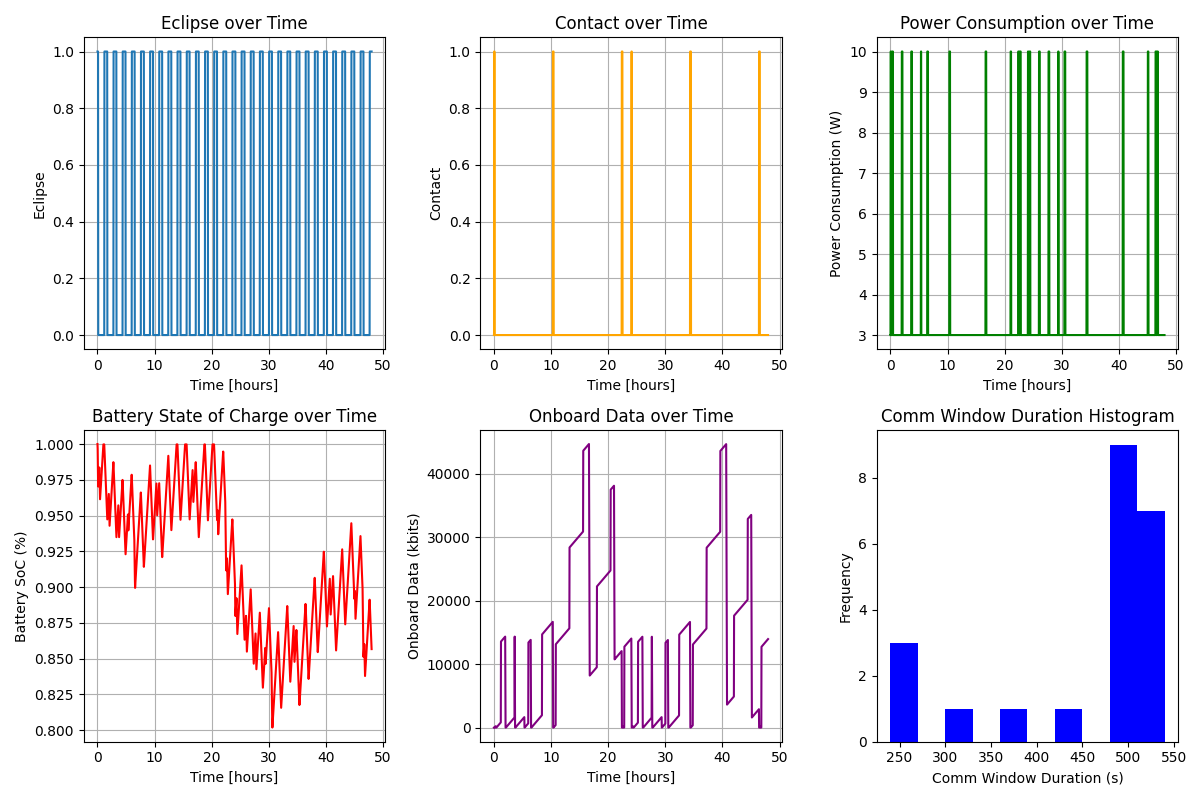 Eclipse over Time
1.0
0.8
0.6
0.4
0.2
0.0
Eclipse
0 10 20 30 40 50
Time [hours]
Contact over Time
1.0
0.8
0.6
0.4
0.2
0.0
Contact
0 10 20 30 40 50
Time [hours]
Power Consumption over Time
10
9
8
7
6
5
4
3
Power Consumption (W)
0 10 20 30 40 50
Time [hours]
Battery State of Charge over Time
1.000
0.975
0.950
0.925
0.900
0.875
0.850
0.825
0.800
Battery SoC (%)
0 10 20 30 40 50
Time [hours]
Onboard Data over Time
40000
30000
20000
10000
0
Onboard Data (kbits)
0 10 20 30 40 50
Time [hours]
Comm Window Duration Histogram
8
6
4
2
0
Frequency
250 300 350 400 450 500 550
Comm Window Duration (s)